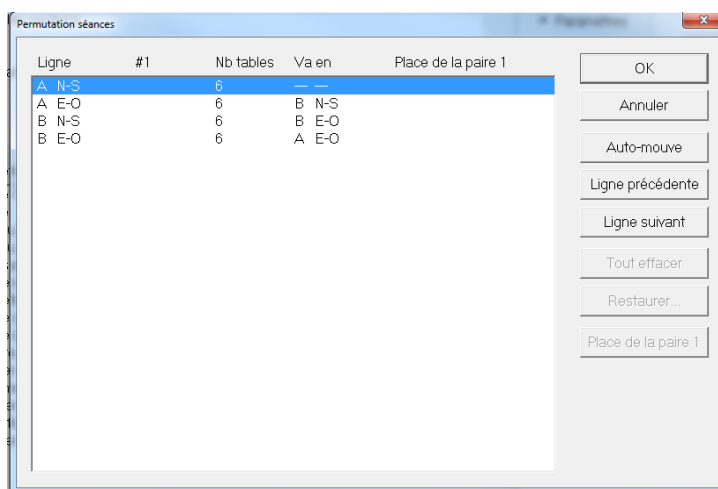 Paramètres
Permutation séances
Ligne #1 Nb tables Va en Place de la paire 1
A N-S 6 — —
A E-O 6 B N-S
B N-S 6 B E-O
B E-O 6 A E-O
OK
Annuler
Auto-mouve
Ligne précédente
Ligne suivant
Tout effacer
Restaurer...
Place de la paire 1